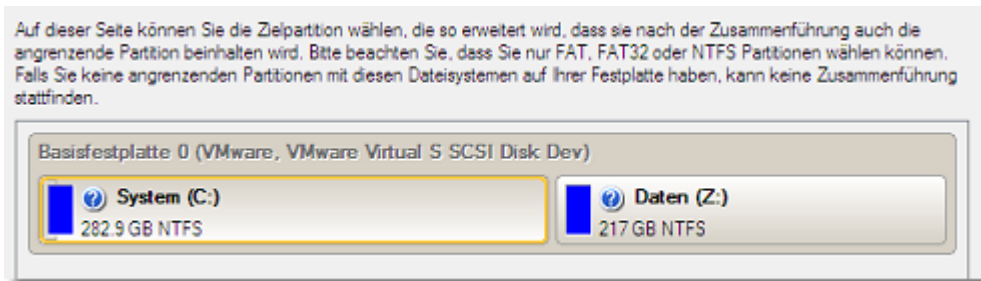 Auf dieser Seite können Sie die Zielpartition wählen, die so erweitert wird, dass sie nach der Zusammenführung auch die
angrenzende Partition beinhalten wird. Bitte beachten Sie, dass Sie nur FAT, FAT32 oder NTFS Partitionen wählen können.
Falls Sie keine angrenzenden Partitionen mit diesen Dateisystemen auf Ihrer Festplatte haben, kann keine Zusammenführung
stattfinden.
Basisfestplatte 0 (VMware, VMware Virtual S SCSI Disk Dev)
System (C:)
282.9 GB NTFS
Daten (Z:)
217 GB NTFS